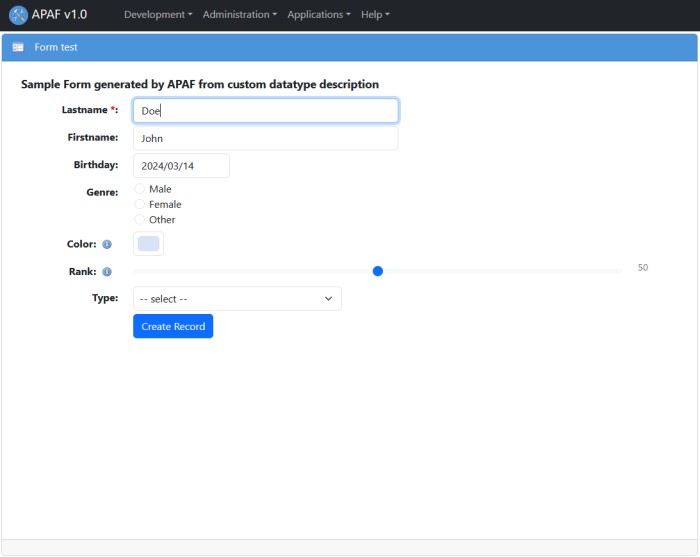 APAF v1.0 Development Administration Applications Help
Form test
Sample Form generated by APAF from custom datatype description
Lastname *: Doe
Firstname: John
Birthday: 2024/03/14
Genre: Male
Female
Other
Color:
Rank: 50
Type: -- select --
Create Record